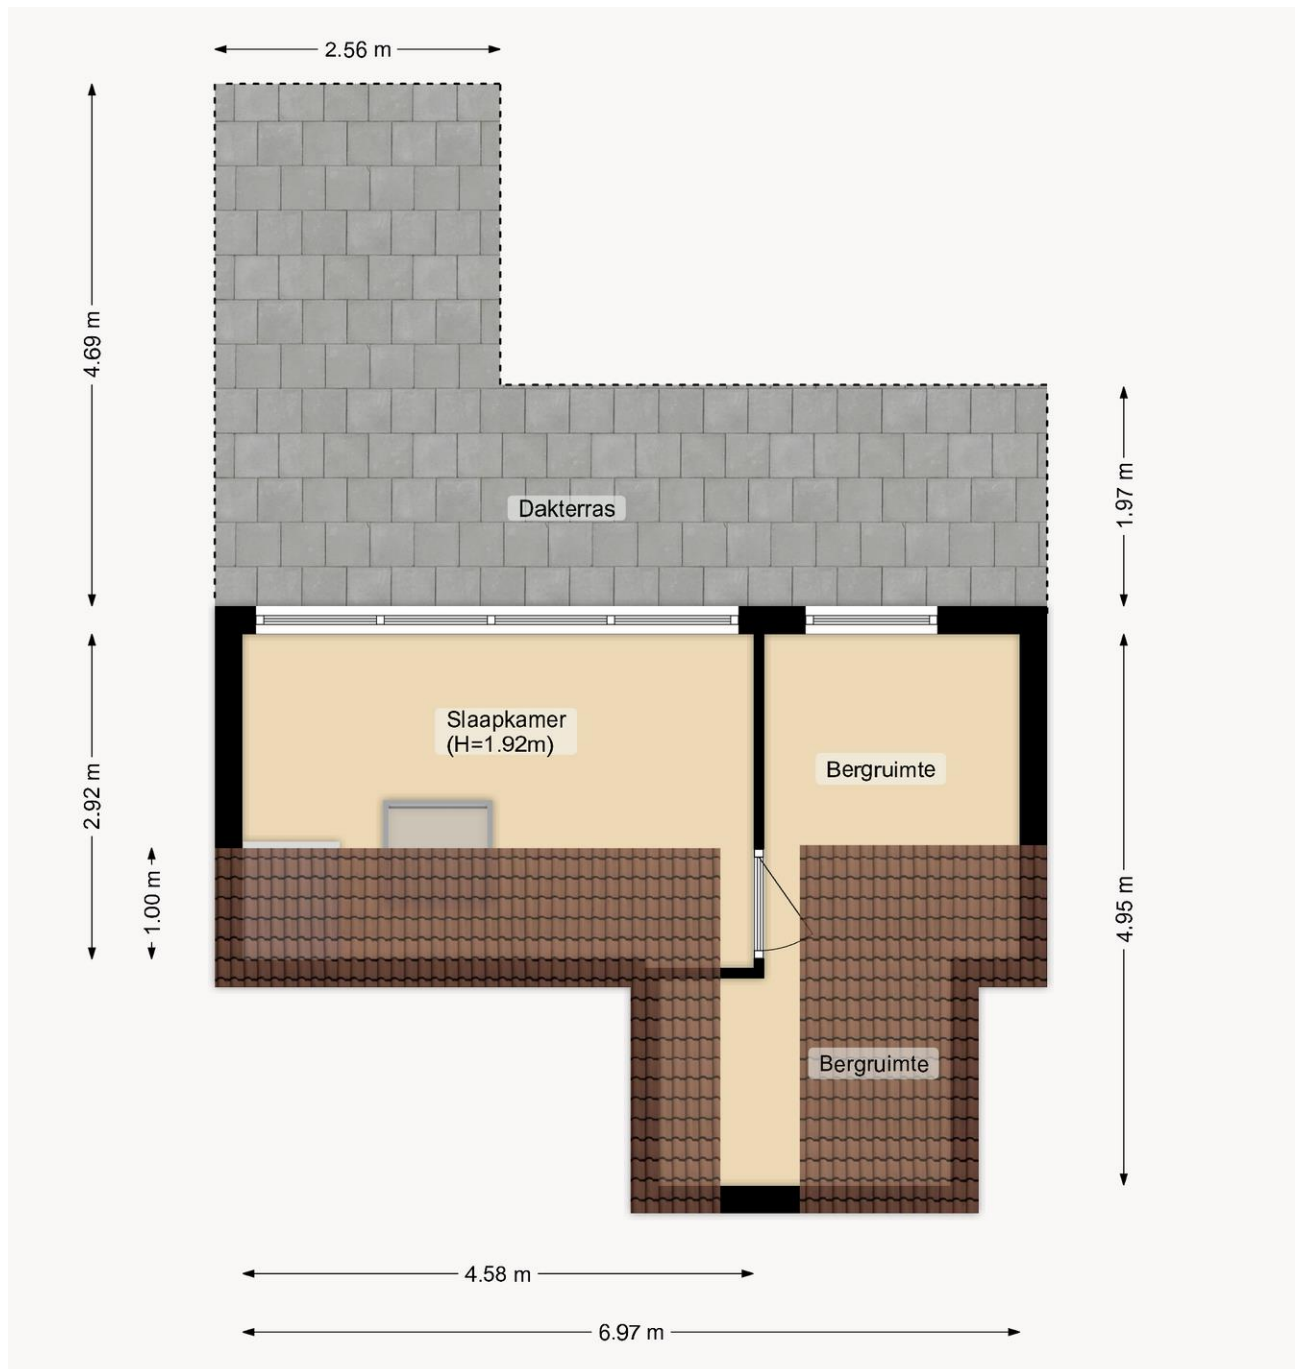 2.56 m
4.69 m
1.97 m
Dakterras
Slaapkamer
(H=1.92m)
Bergruimte
2.92 m
1.00 m
4.95 m
Bergruimte
4.58 m
6.97 m